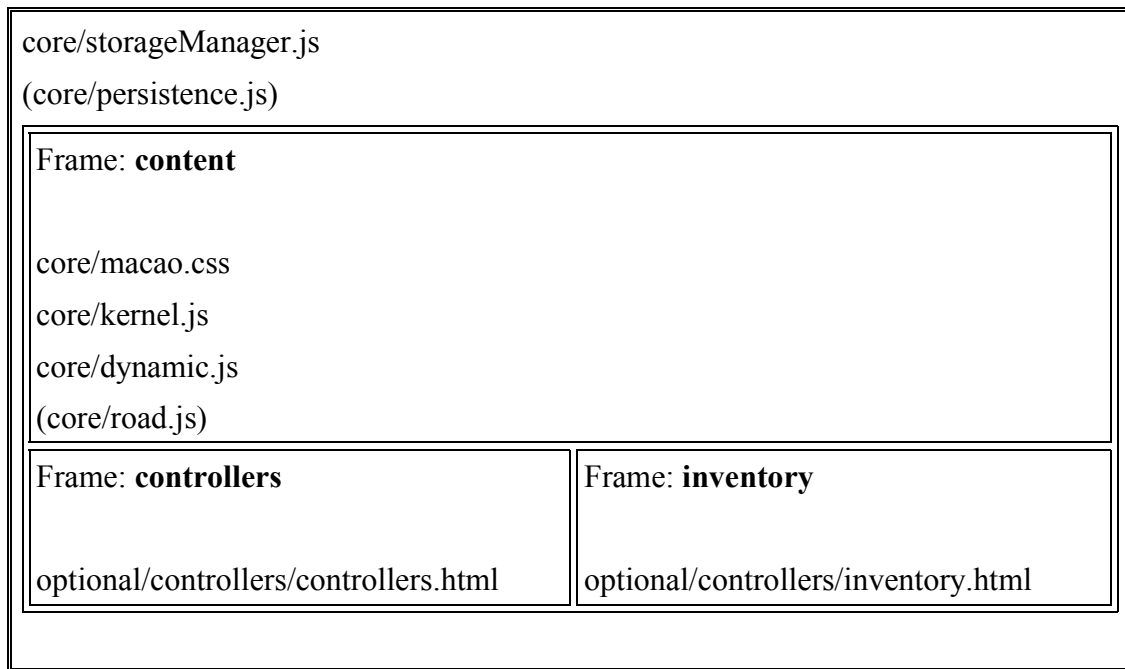 core/storageManager.js
(core/persistence.js)
Frame: content
core/macao.css
core/kernel.js
core/dynamic.js
(core/road.js)
Frame: controllers
optional/controllers/controllers.html
Frame: inventory
optional/controllers/inventory.html